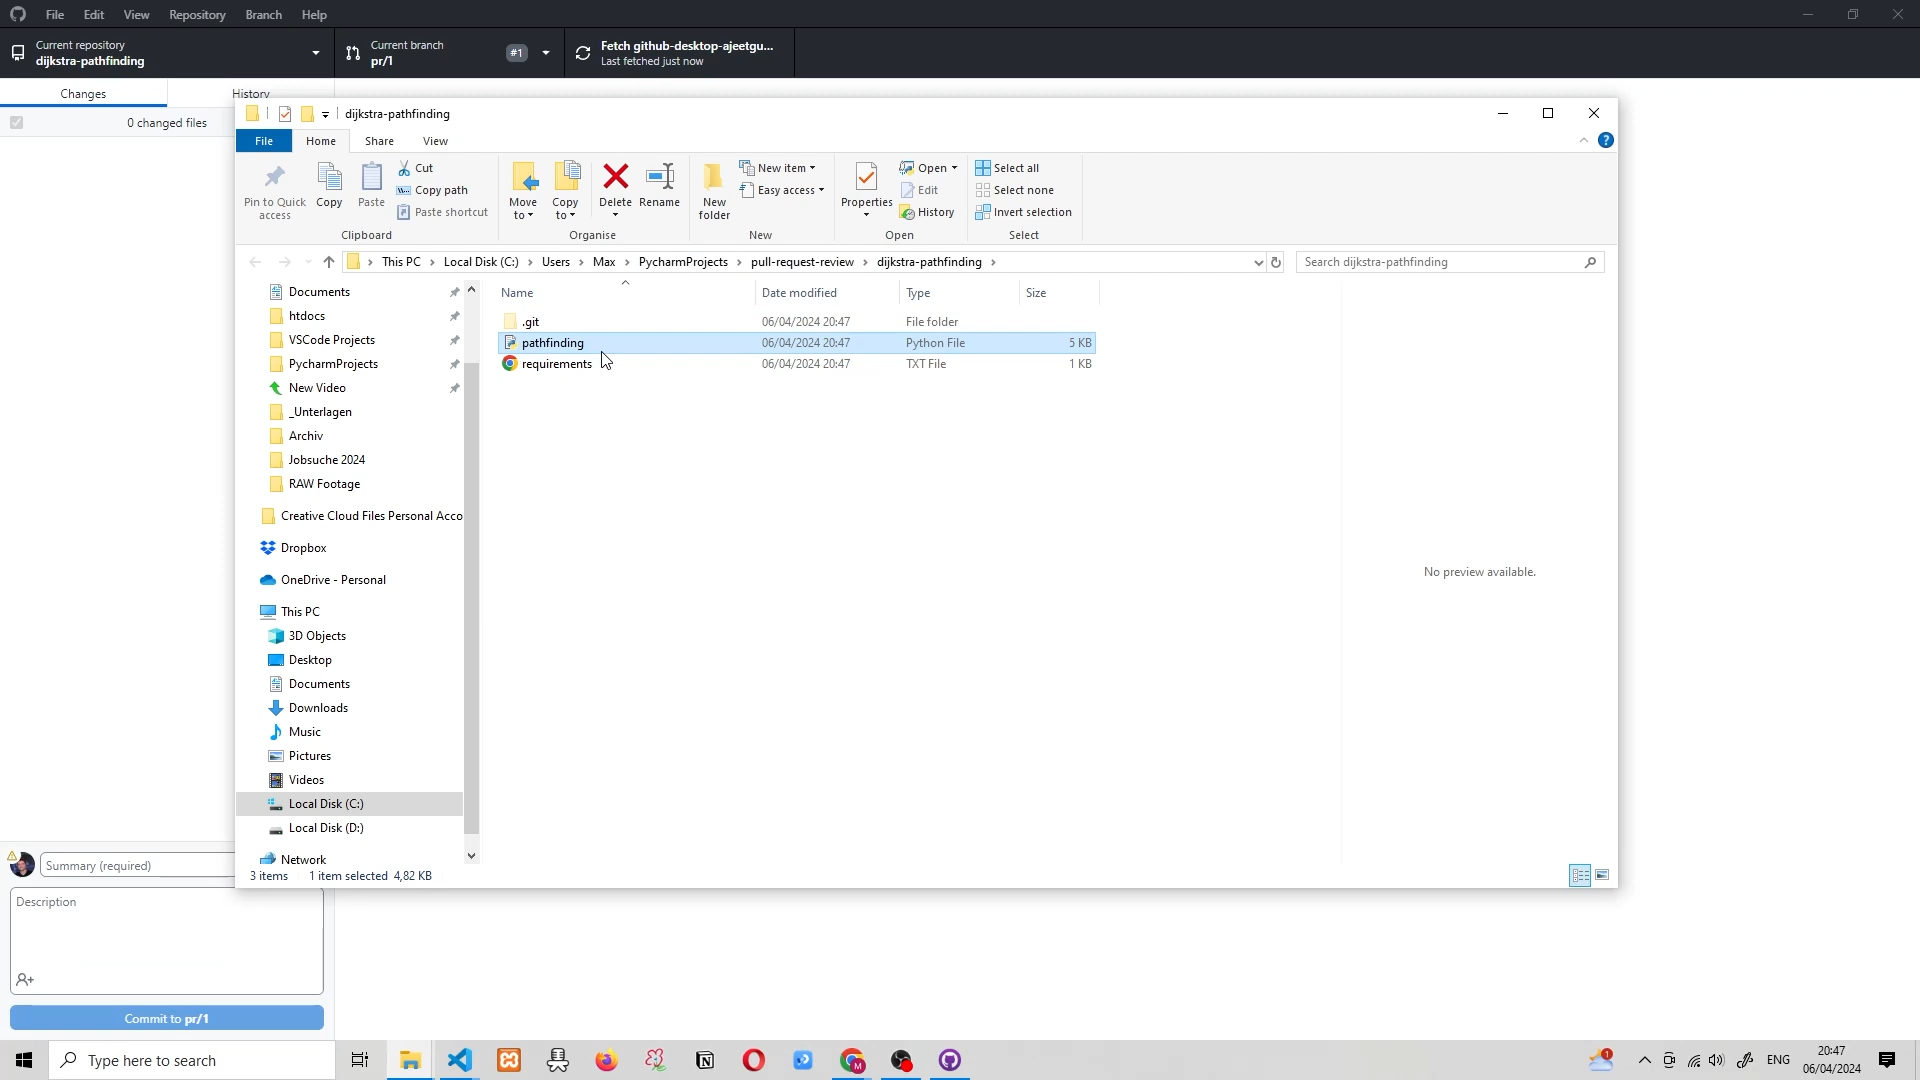 File Edit View Repository Branch Help
Current repository
dijkstra-pathfinding
Current branch
pr/1
#1
Fetch github-desktop-ajeetgu...
Last fetched just now
Changes
History
0 changed files
dijkstra-pathfinding
File Home Share View
Pin to Quick access
Copy
Paste
Cut
Copy path
Paste shortcut
Clipboard
Move to
Copy to
Delete
Rename
Organise
New folder
New item
Easy access
New
Properties
Open
Edit
History
Open
Select all
Select none
Invert selection
Select
This PC
Local Disk (C:)
Users
Max
PycharmProjects
pull-request-review
dijkstra-pathfinding
Search dijkstra-pathfinding
Name Date modified Type Size
.git 06/04/2024 20:47 File folder
pathfinding 06/04/2024 20:47 Python File 5 KB
requirements 06/04/2024 20:47 TXT File 1 KB
Documents
htdocs
VSCode Projects
PycharmProjects
New Video
_Unterlagen
Archiv
Jobsuche 2024
RAW Footage
Creative Cloud Files Personal Acco
Dropbox
OneDrive - Personal
This PC
3D Objects
Desktop
Documents
Downloads
Music
Pictures
Videos
Local Disk (C:)
Local Disk (D:)
Network
No preview available.
3 items 1 item selected 4,82 KB
Summary (required)
Description
Commit to pr/1
Type here to search
1
M
ENG
20:47
06/04/2024